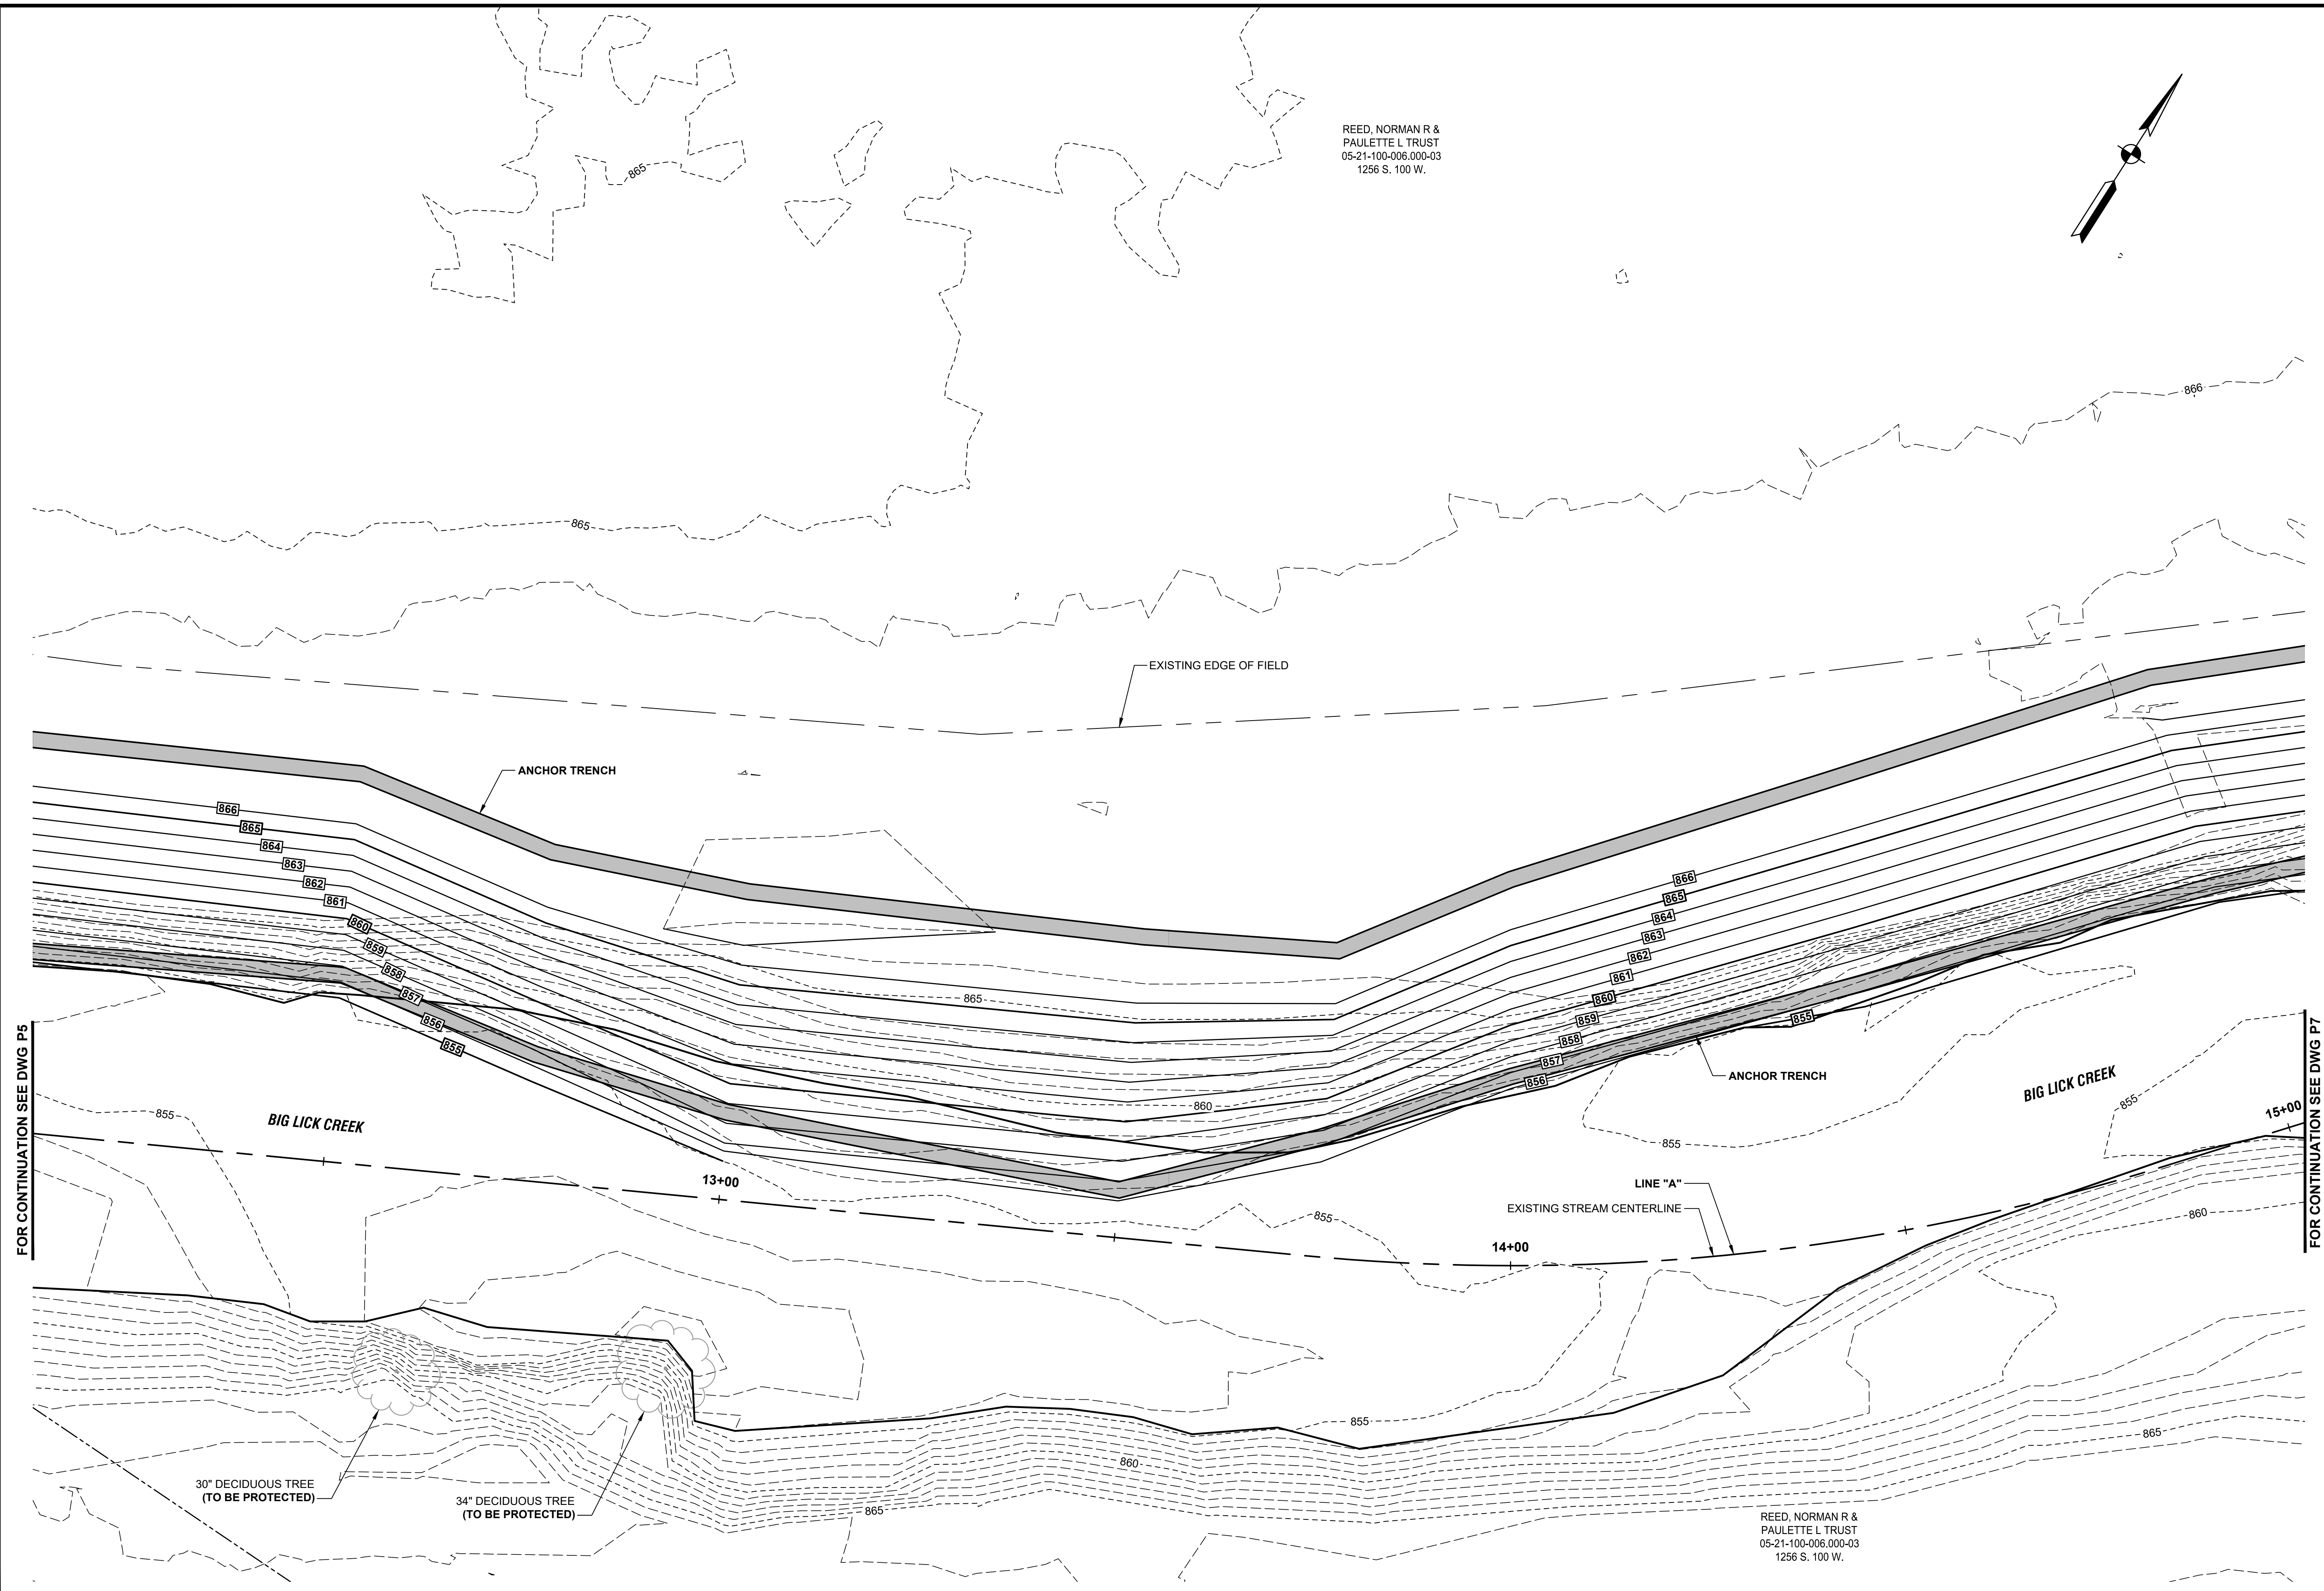 REED, NORMAN R &
PAULETTE L TRUST
05-21-100-006.000-03
1256 S. 100 W.
865
866
865
EXISTING EDGE OF FIELD
ANCHOR TRENCH
866
865
864
863
862
861
860
859
858
857
856
855
866
865
864
863
862
861
860
859
858
857
856
855
865
860
ANCHOR TRENCH
FOR CONTINUATION SEE DWG P5
FOR CONTINUATION SEE DWG P7
855
BIG LICK CREEK
BIG LICK CREEK
855
15+00
855
13+00
LINE "A"
EXISTING STREAM CENTERLINE
855
14+00
860
855
865
860
30" DECIDUOUS TREE
(TO BE PROTECTED)
34" DECIDUOUS TREE
(TO BE PROTECTED)
865
REED, NORMAN R &
PAULETTE L TRUST
05-21-100-006.000-03
1256 S. 100 W.